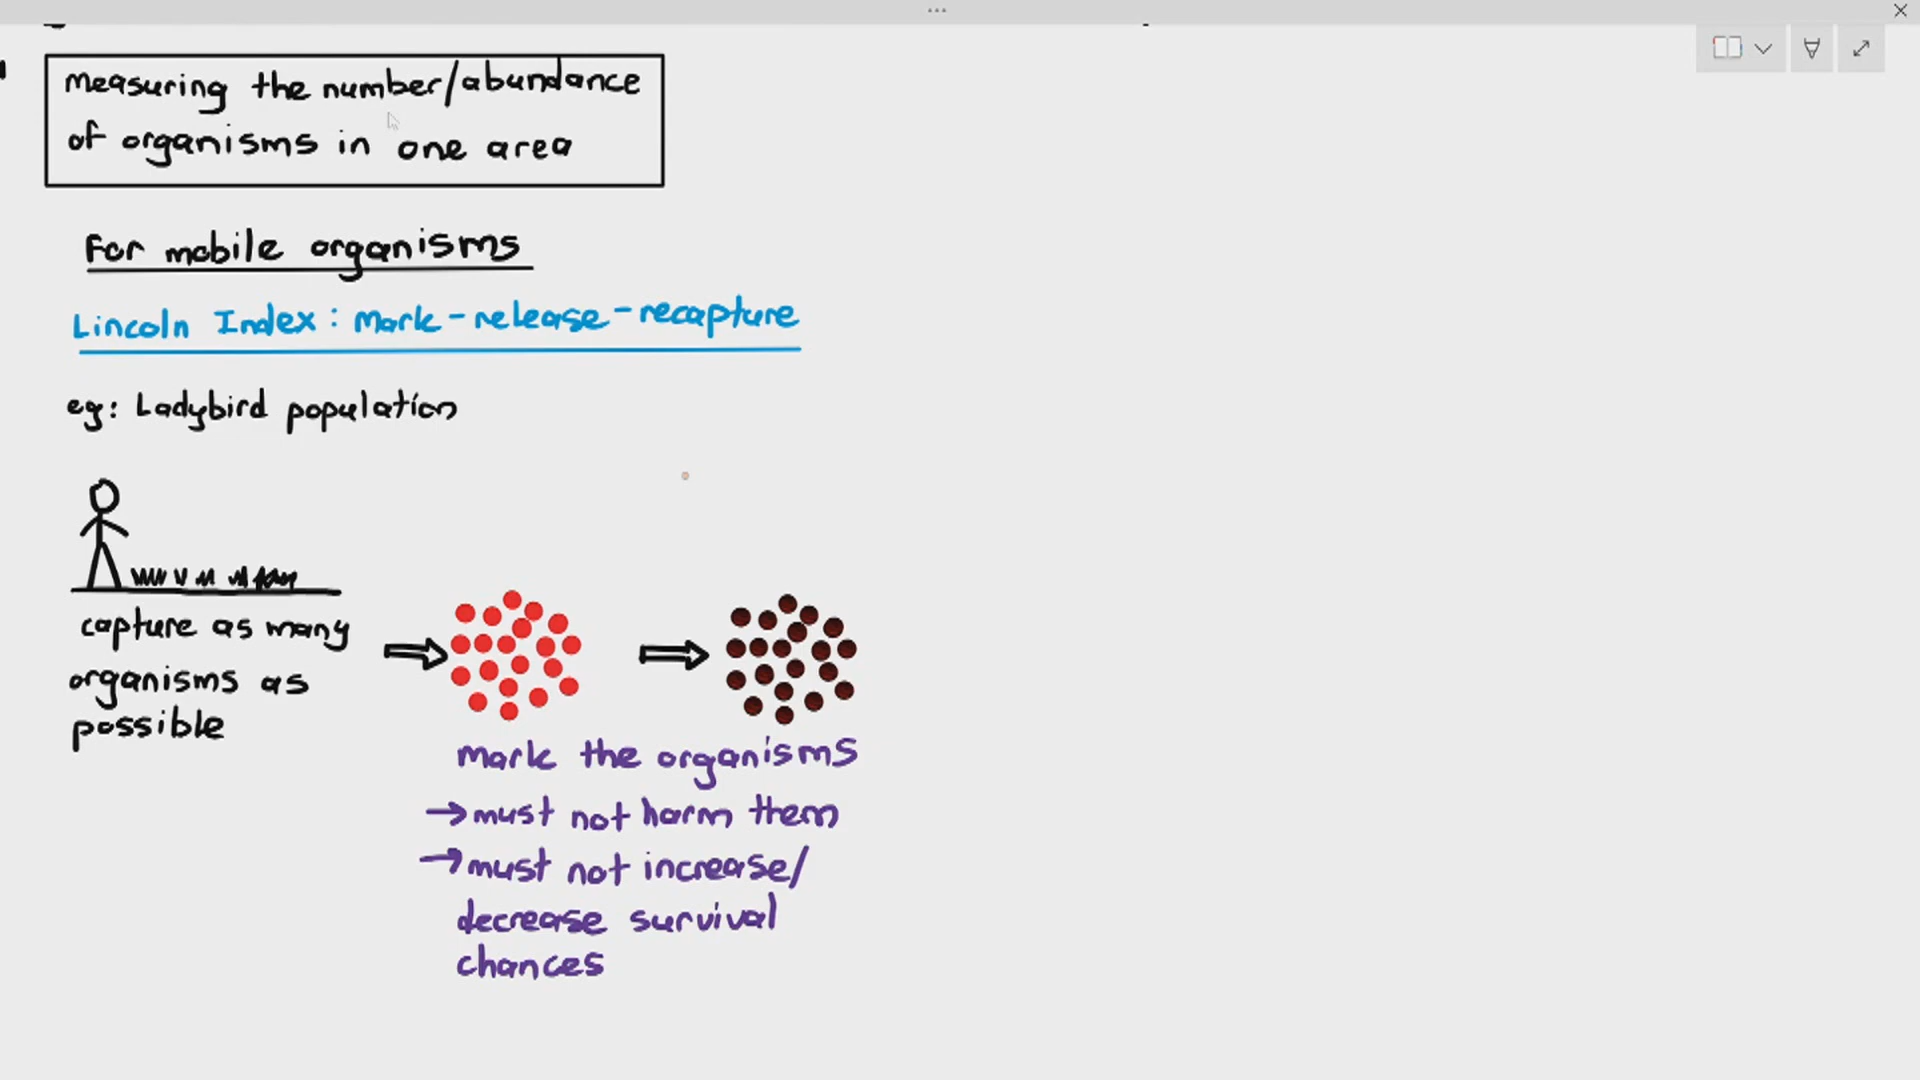 measuring the number/abundance
of organisms in one area
For mobile organisms
Lincoln Index: mark-release-recapture
eg: Ladybird population
capture as many
organisms as
possible
mark the organisms
→ must not harm them
→ must not increase/
decrease survival
chances